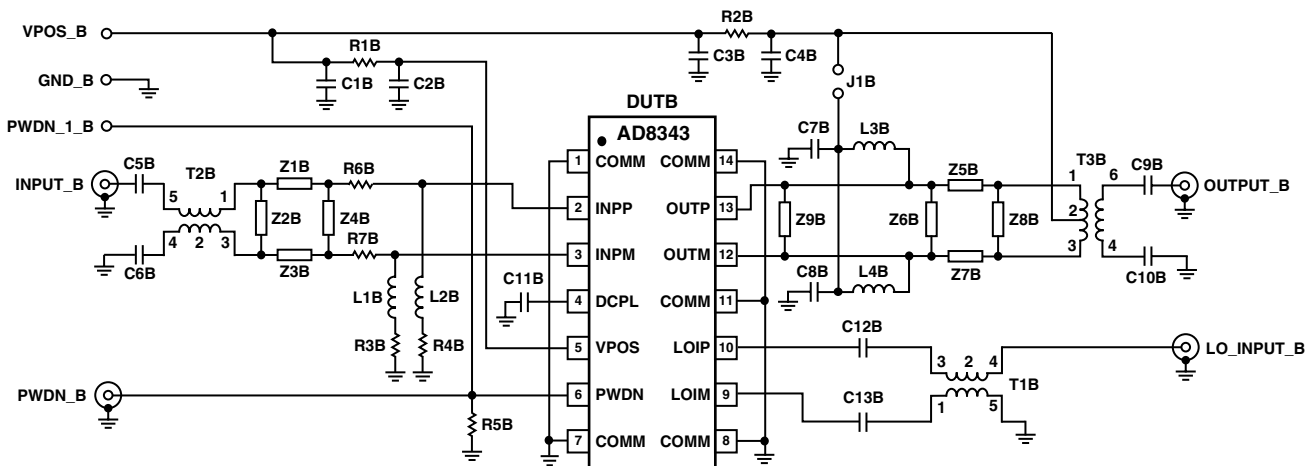 R2B
VPOS_B
R1B
C3B C4B
GND_B
C1B C2B
J1B
DUTB
PWDN_1_B
AD8343
C7B L3B
C5B T2B Z1B R6B
1 COMM COMM 14
Z5B T3B C9B
INPUT_B
5 1
1 6
OUTPUT_B
Z2B Z4B
2 INPP OUTP 13
Z9B Z6B Z8B
2
4 2 3
R7B
3 4
C6B Z3B
3 INPM OUTM 12
Z7B
C10B
C11B
C8B L4B
L1B L2B
4 DCPL COMM 11
C12B
R3B R4B
5 VPOS LOIP 10
LO_INPUT_B
3 2 4
T1B
PWDN_B
6 PWDN LOIM 9
C13B
1 5
R5B
7 COMM COMM 8